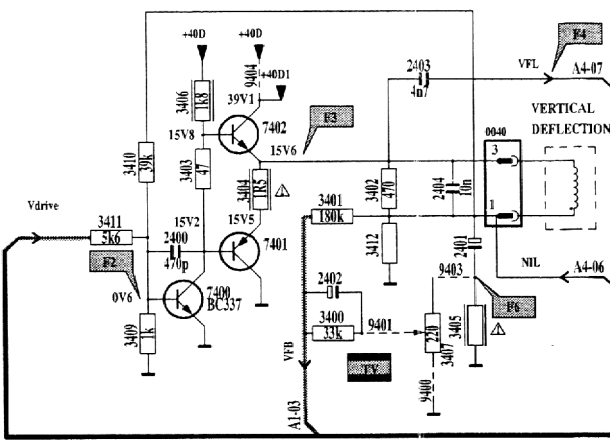 +40D
+40D
9404
+40D1
3406
1k8
39V1
7402
F3
15V8
15V6
3410
39k
3403
47
3404
1R5
Vdrive
3411
5k6
15V2
2400
470p
15V5
7401
F2
0V6
7400
BC337
3409
1k
2403
4n7
VFL
F4
A4-07
VERTICAL
DEFLECTION
0040
3
1
3401
180k
3402
470
2404
10n
3412
2401
NIL
A4-06
2402
9403
F6
3400
33k
9401
220
3407
3405
VFB
TV
9400
A1-03